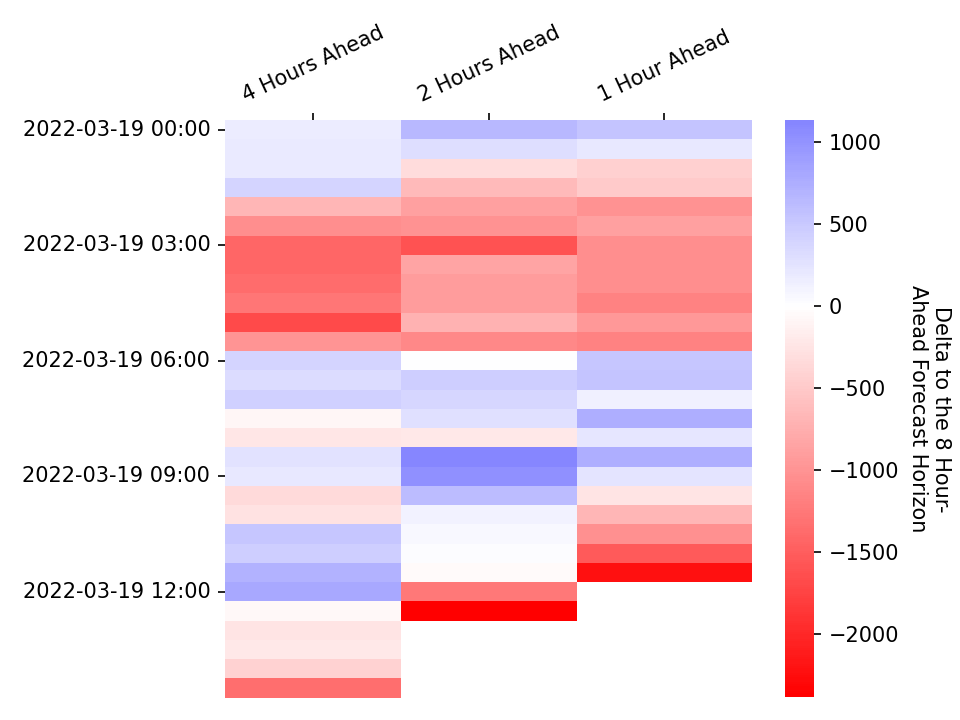 4 Hours Ahead
2 Hours Ahead
1 Hour Ahead
2022-03-19 00:00
2022-03-19 03:00
2022-03-19 06:00
2022-03-19 09:00
2022-03-19 12:00
1000
500
0
−500
−1000
−1500
−2000
Delta to the 8 Hour-
Ahead Forecast Horizon